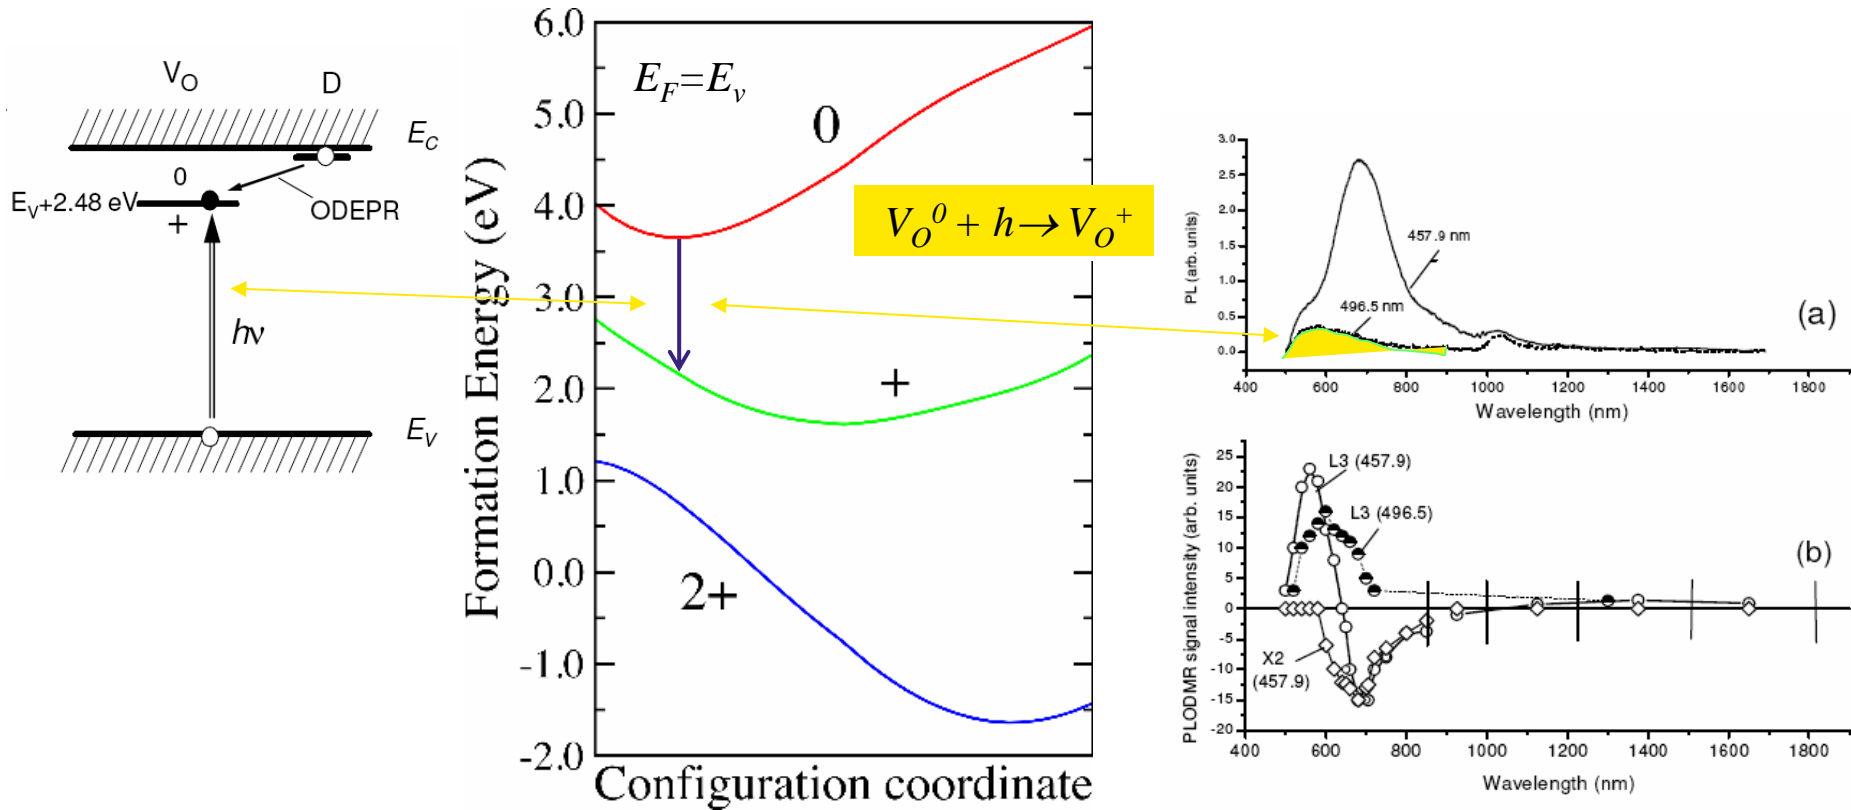 V_O
D
E_C
0
E_V+2.48 eV
+
ODEPR
hν
E_V
Formation Energy (eV)
6.0
5.0
4.0
3.0
2.0
1.0
0.0
-1.0
-2.0
E_F=E_v
0
+
2+
Configuration coordinate
V_O^0 + h → V_O^+
PL (arb. units)
3.0
2.5
2.0
1.5
1.0
0.5
0.0
457.9 nm
496.5 nm
(a)
400 600 800 1000 1200 1400 1600 1800
Wavelength (nm)
PLODMR signal intensity (arb. units)
25
20
15
10
5
0
-5
-10
-15
-20
L3 (457.9)
L3 (496.5)
(b)
X2
(457.9)
400 600 800 1000 1200 1400 1600 1800
Wavelength (nm)